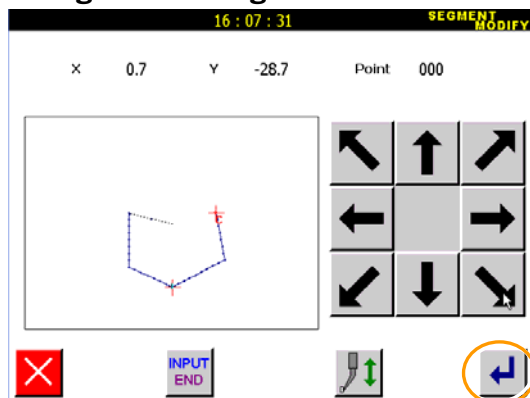 16 : 07 : 31
SEGMENT
MODIFY
X 0.7 Y -28.7 Point 000
INPUT
END